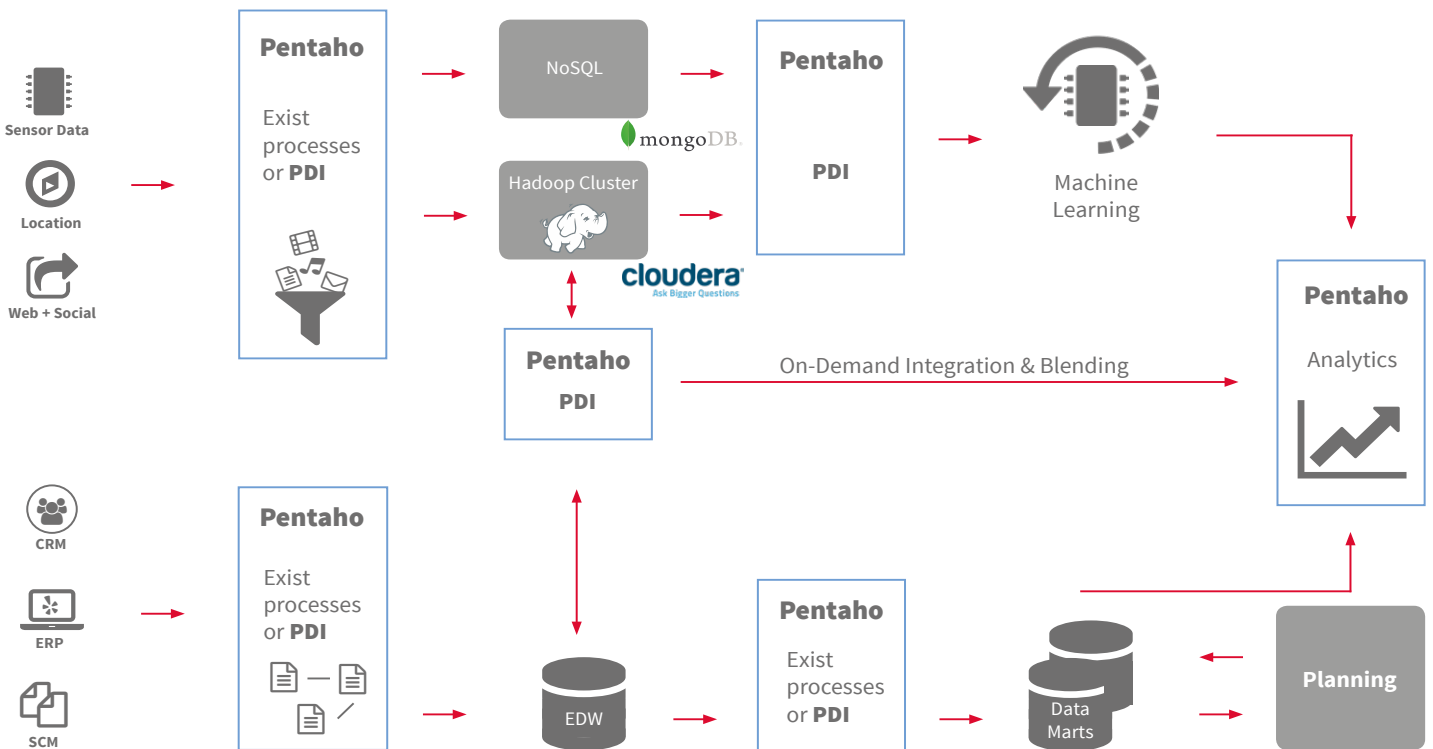 Sensor Data
Location
Web + Social
Pentaho
Exist
processes
or PDI
NoSQL
mongoDB.
Hadoop Cluster
cloudera
Ask Bigger Questions
Pentaho
PDI
Machine
Learning
Pentaho
PDI
On-Demand Integration & Blending
Pentaho
Analytics
CRM
ERP
SCM
Pentaho
Exist
processes
or PDI
EDW
Pentaho
Exist
processes
or PDI
Data
Marts
Planning